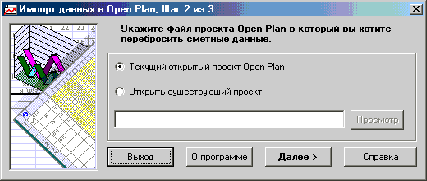 Импорт данных в Open Plan, Шаг 2 из 3
Укажите файл проекта Open Plan в который вы хотите
перебросить сметные данные.
Текущий открытый проект Open Plan
Открыть существующий проект
Просмотр
Выход
О программе
Далее >
Справка